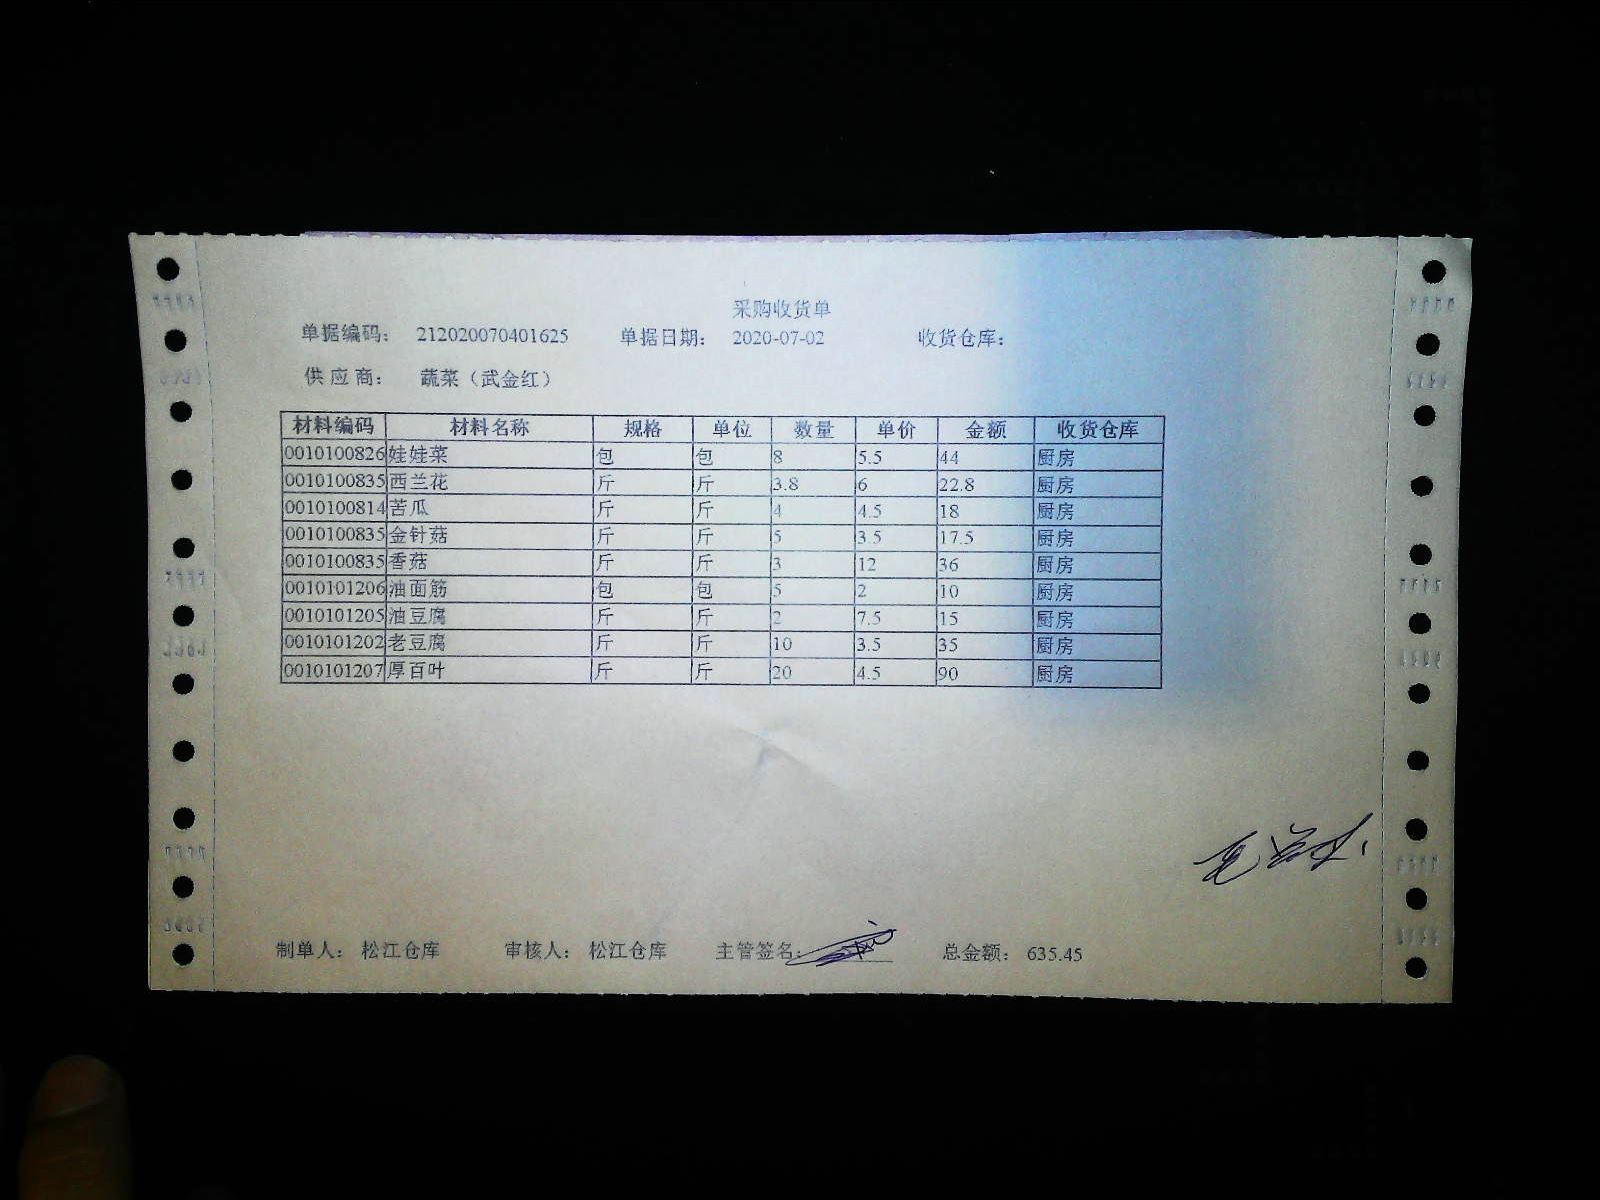 采购收货单
单据编码： 212020070401625 单据日期： 2020-07-02 收货仓库：
供应商： 蔬菜（武金红）
材料编码 材料名称 规格 单位 数量 单价 金额 收货仓库
0010100826 娃娃菜 包 包 8 5.5 44 厨房
0010100835 西兰花 斤 斤 3.8 6 22.8 厨房
0010100814 苦瓜 斤 斤 4 4.5 18 厨房
0010100835 金针菇 斤 斤 5 3.5 17.5 厨房
0010100835 香菇 斤 斤 3 12 36 厨房
0010101206 油面筋 包 包 5 2 10 厨房
0010101205 油豆腐 斤 斤 2 7.5 15 厨房
0010101202 老豆腐 斤 斤 10 3.5 35 厨房
0010101207 厚百叶 斤 斤 20 4.5 90 厨房
制单人： 松江仓库 审核人： 松江仓库 主管签名： 总金额： 635.45